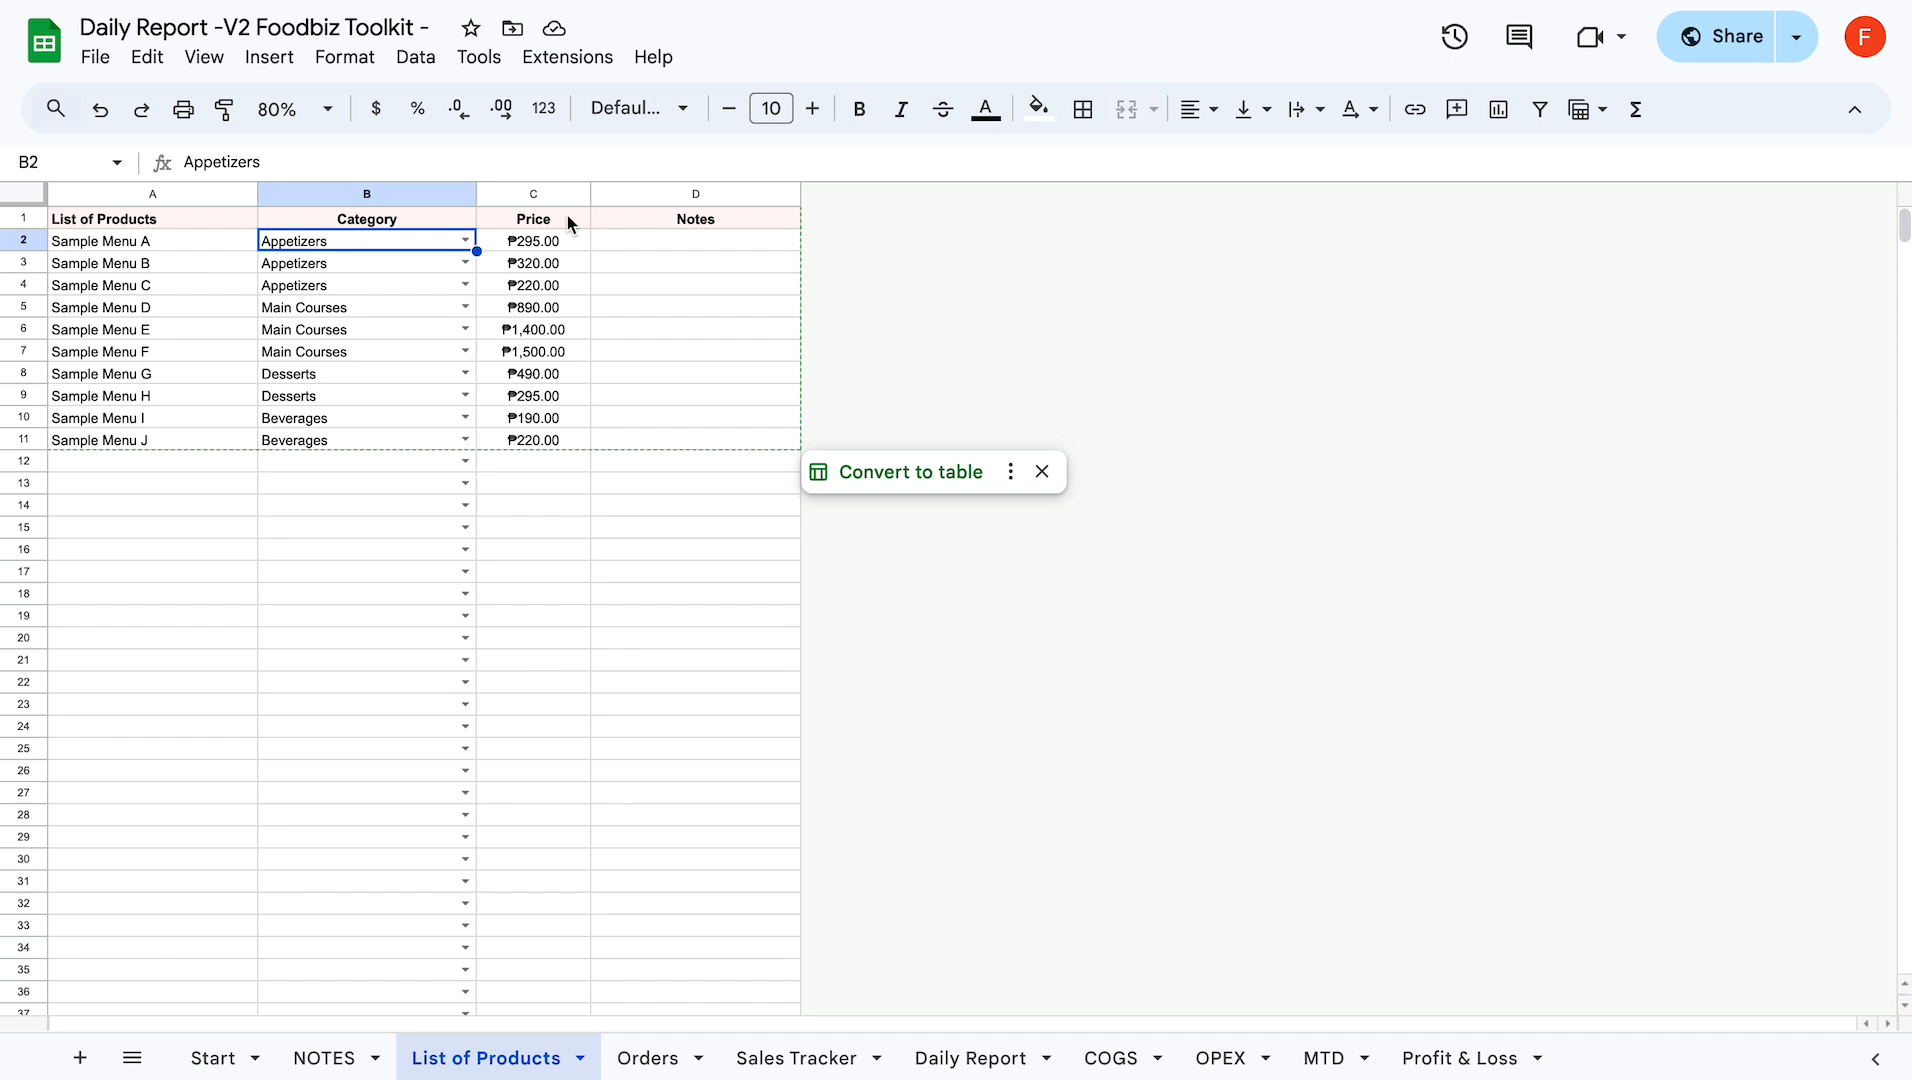 Daily Report -V2 Foodbiz Toolkit -
File Edit View Insert Format Data Tools Extensions Help
Share
F
80% $ % .0 .00 123 Defaul... 10 B I A
B2 fx Appetizers
A B C D
1 List of Products Category Price Notes
2 Sample Menu A Appetizers ₱295.00
3 Sample Menu B Appetizers ₱320.00
4 Sample Menu C Appetizers ₱220.00
5 Sample Menu D Main Courses ₱890.00
6 Sample Menu E Main Courses ₱1,400.00
7 Sample Menu F Main Courses ₱1,500.00
8 Sample Menu G Desserts ₱490.00
9 Sample Menu H Desserts ₱295.00
10 Sample Menu I Beverages ₱190.00
11 Sample Menu J Beverages ₱220.00
12
Convert to table
13
14
15
16
17
18
19
20
21
22
23
24
25
26
27
28
29
30
31
32
33
34
35
36
37
Start NOTES List of Products Orders Sales Tracker Daily Report COGS OPEX MTD Profit & Loss